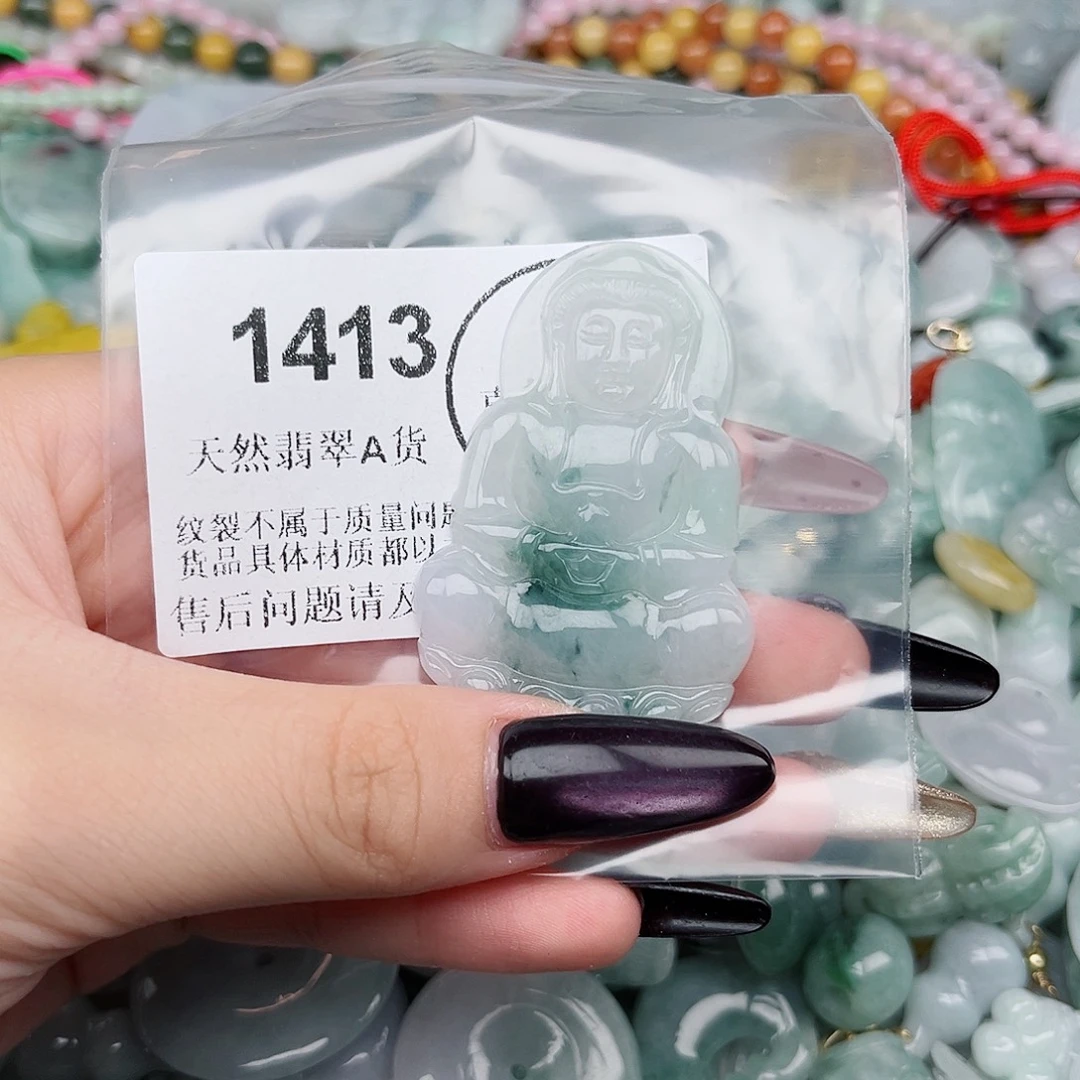 1413
天然翡翠A货
纹裂不属于质量问题
货品具体材质都以
售后问题请及